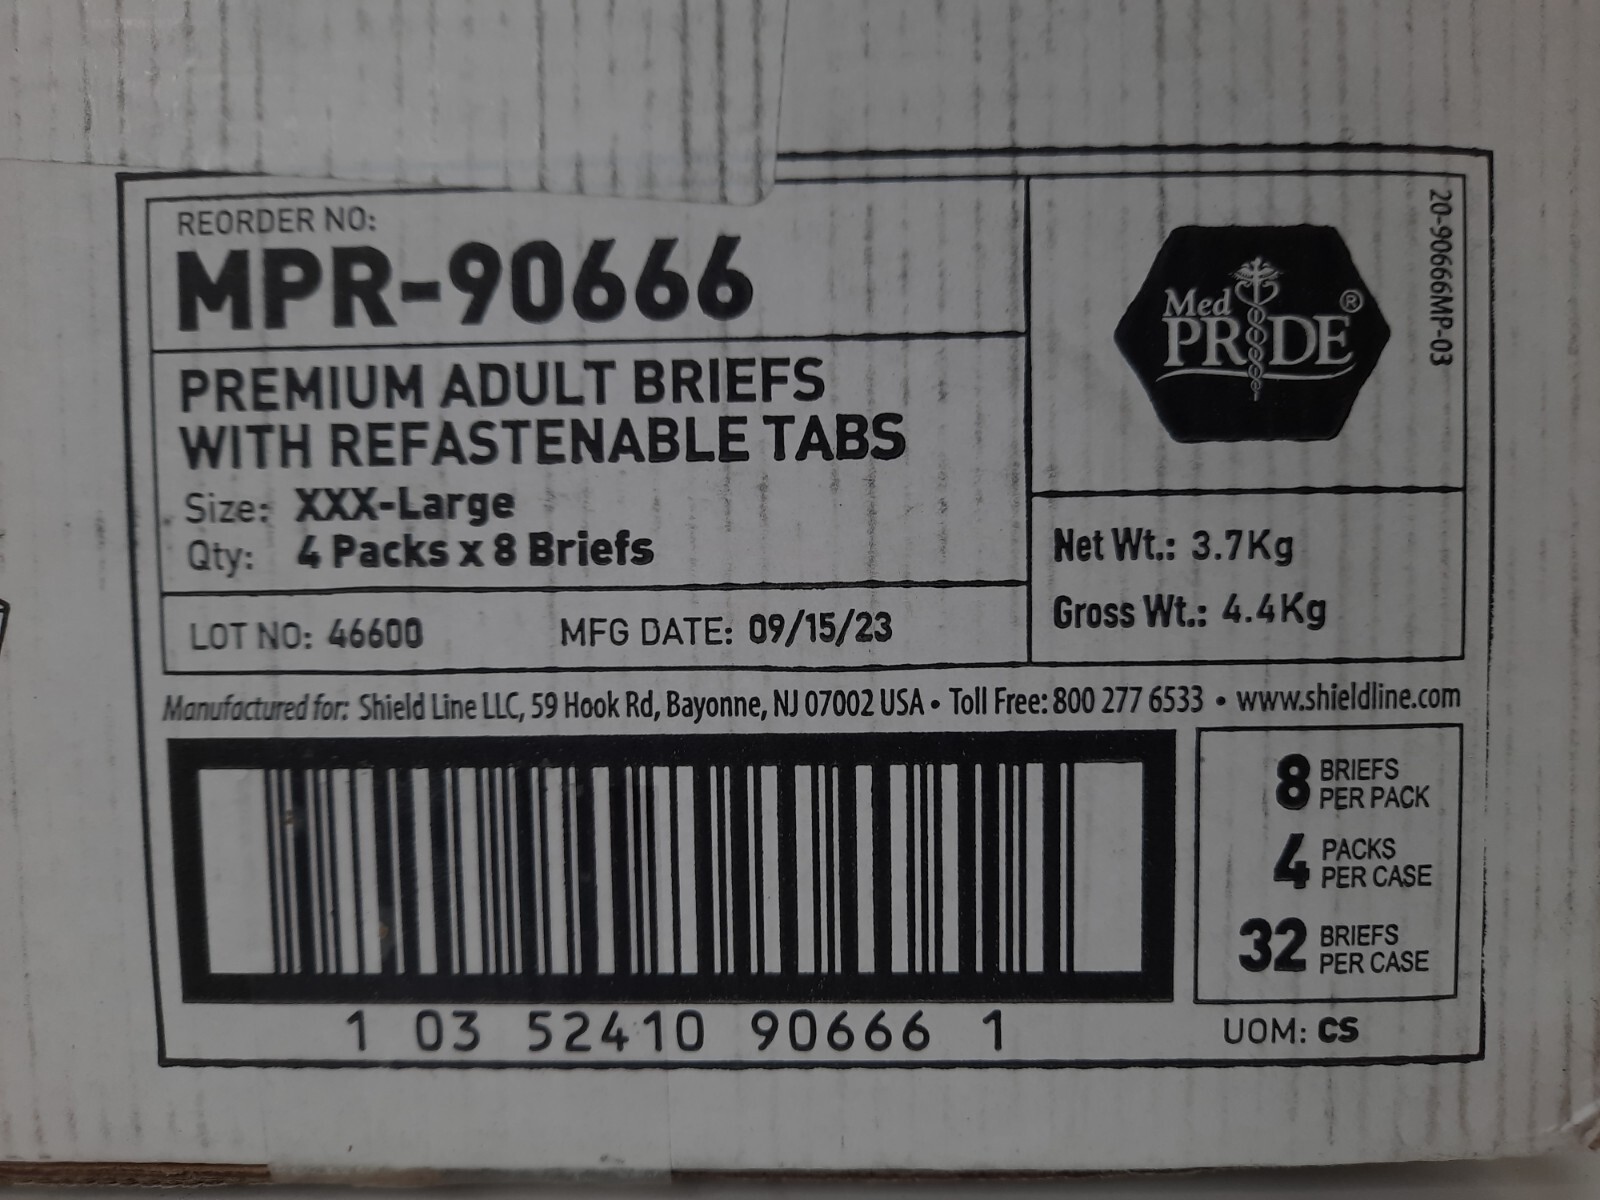 REORDER NO:
MPR-90666
PREMIUM ADULT BRIEFS
WITH REFASTENABLE TABS
Size: XXX-Large
Qty: 4 Packs x 8 Briefs
LOT NO: 46600 MFG DATE: 09/15/23
Med
PRIDE®
20-90666MP-03
Net Wt.: 3.7Kg
Gross Wt.: 4.4Kg
Manufactured for: Shield Line LLC, 59 Hook Rd, Bayonne, NJ 07002 USA • Toll Free: 800 277 6533 • www.shieldline.com
1 03 52410 90666 1
8 BRIEFS
PER PACK
4 PACKS
PER CASE
32 BRIEFS
PER CASE
UOM: CS